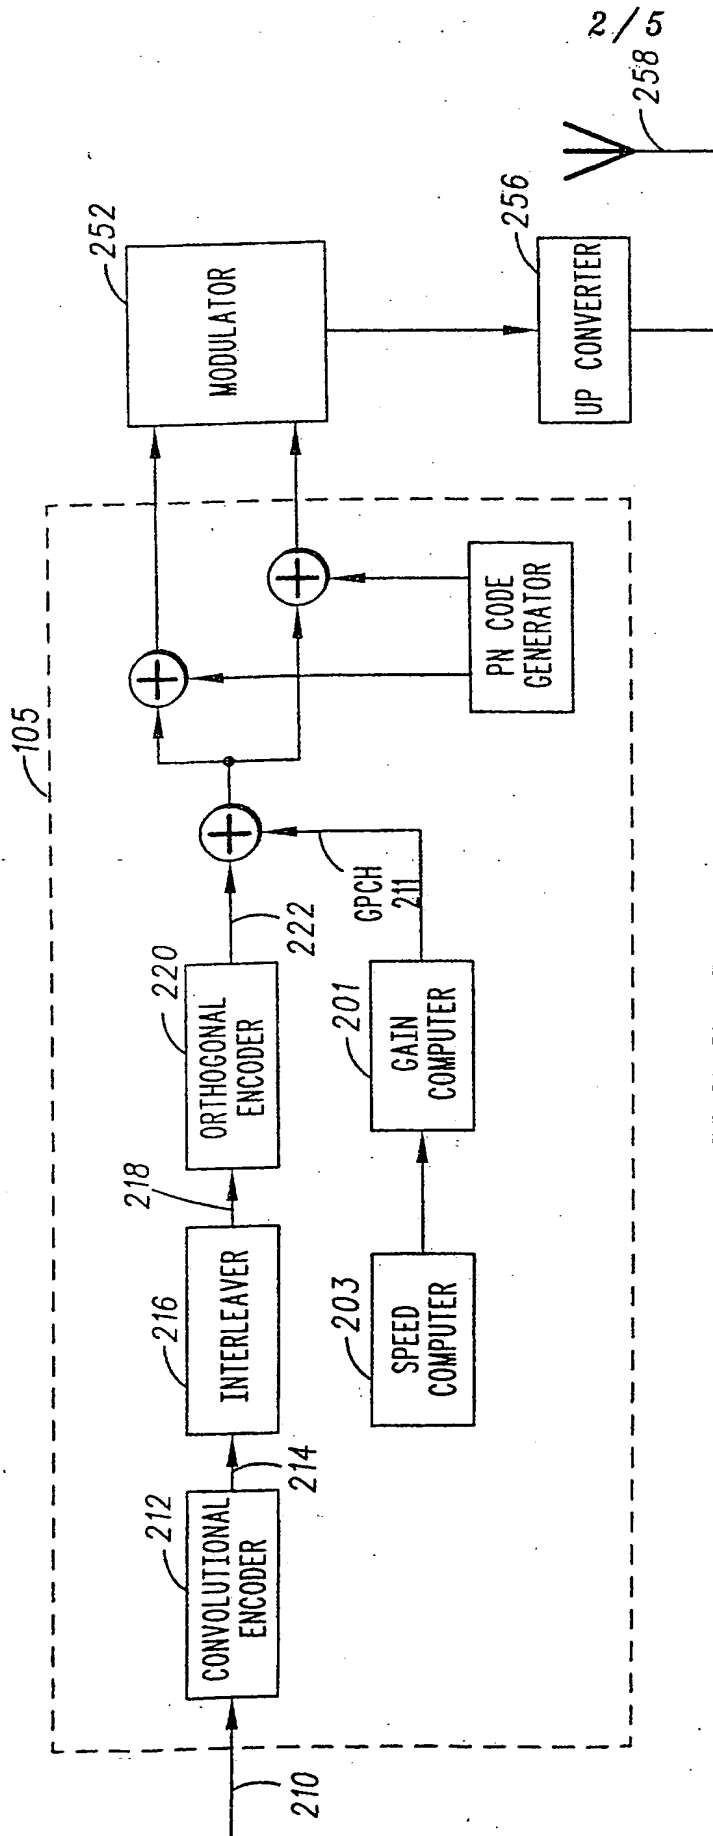 2/5
105
210
212
CONVOLUTIONAL
ENCODER
214
216
INTERLEAVER
218
220
ORTHOGONAL
ENCODER
222
203
SPEED
COMPUTER
201
GAIN
COMPUTER
GPCH
211
PN CODE
GENERATOR
252
MODULATOR
256
UP CONVERTER
258